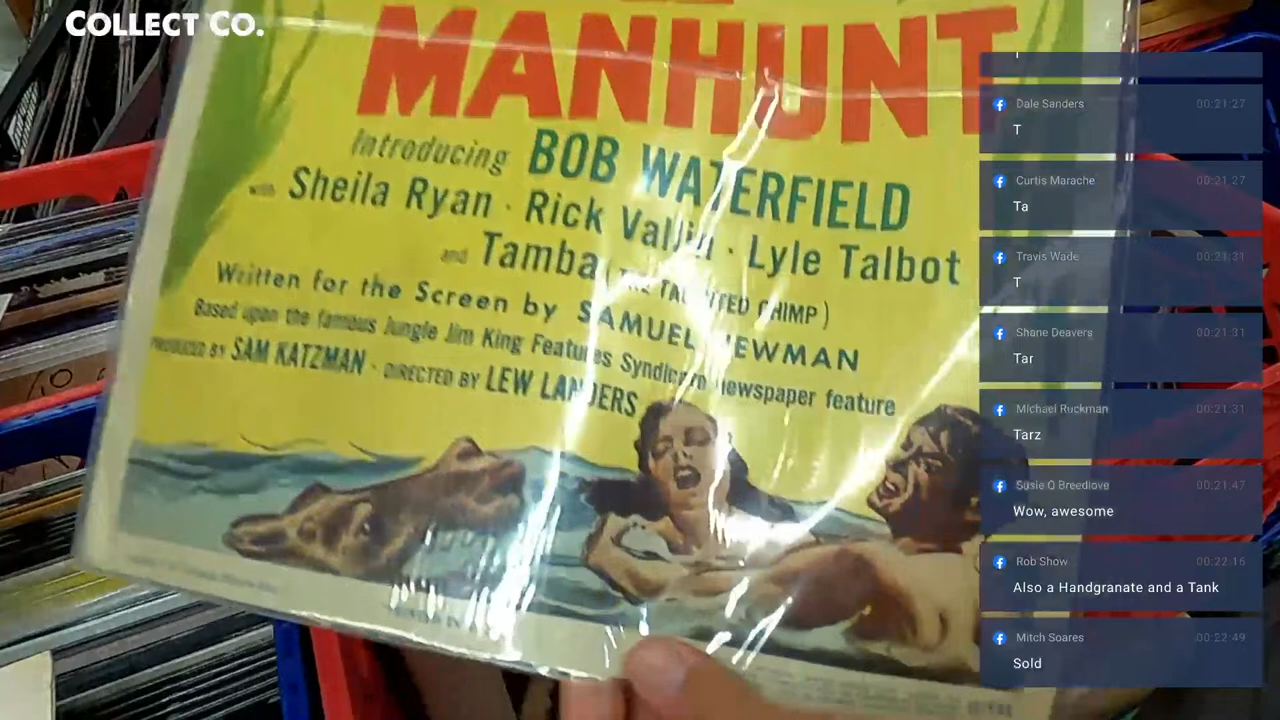 COLLECT CO.
MANHUNT
Introducing BOB WATERFIELD
with Sheila Ryan · Rick Vallin · Lyle Talbot
and Tamba (THE TALENTED CHIMP)
Written for the Screen by SAMUEL NEWMAN
Based upon the famous Jungle Jim King Features Syndicate newspaper feature
PRODUCED BY SAM KATZMAN · DIRECTED BY LEW LANDERS
Dale Sanders 00:21:27
T
Curtis Marache 00:21:27
Ta
Travis Wade 00:21:31
T
Shane Deavers 00:21:31
Tar
Michael Ruckman 00:21:31
Tarz
Susie Q Breedlove 00:21:47
Wow, awesome
Rob Show 00:22:16
Also a Handgranate and a Tank
Mitch Soares 00:22:49
Sold